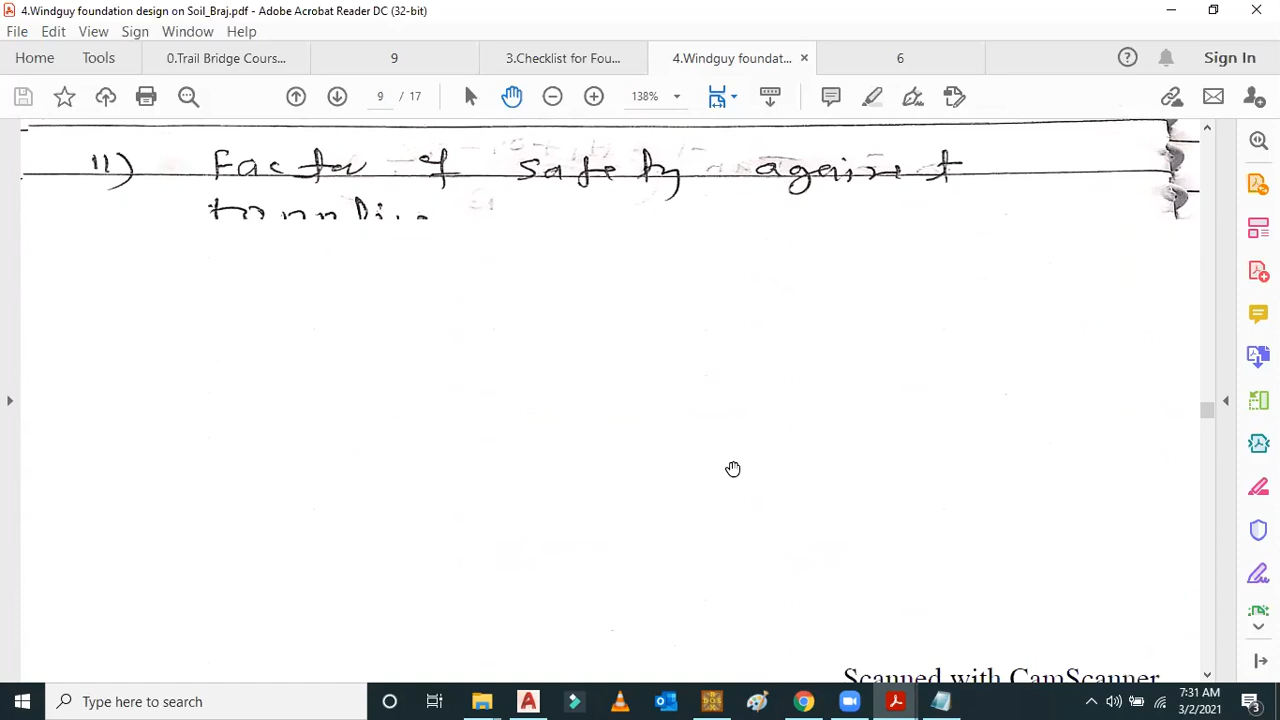 4.Windguy foundation design on Soil_Braj.pdf - Adobe Acrobat Reader DC (32-bit)
File Edit View Sign Window Help
Home Tools 0.Trail Bridge Cours... 9 3.Checklist for Fou... 4.Windguy foundat... × 6 Sign In
9 / 17 138%
11) Factor of safety against
Scanned with CamScanner
Type here to search
7:31 AM
3/2/2021
3